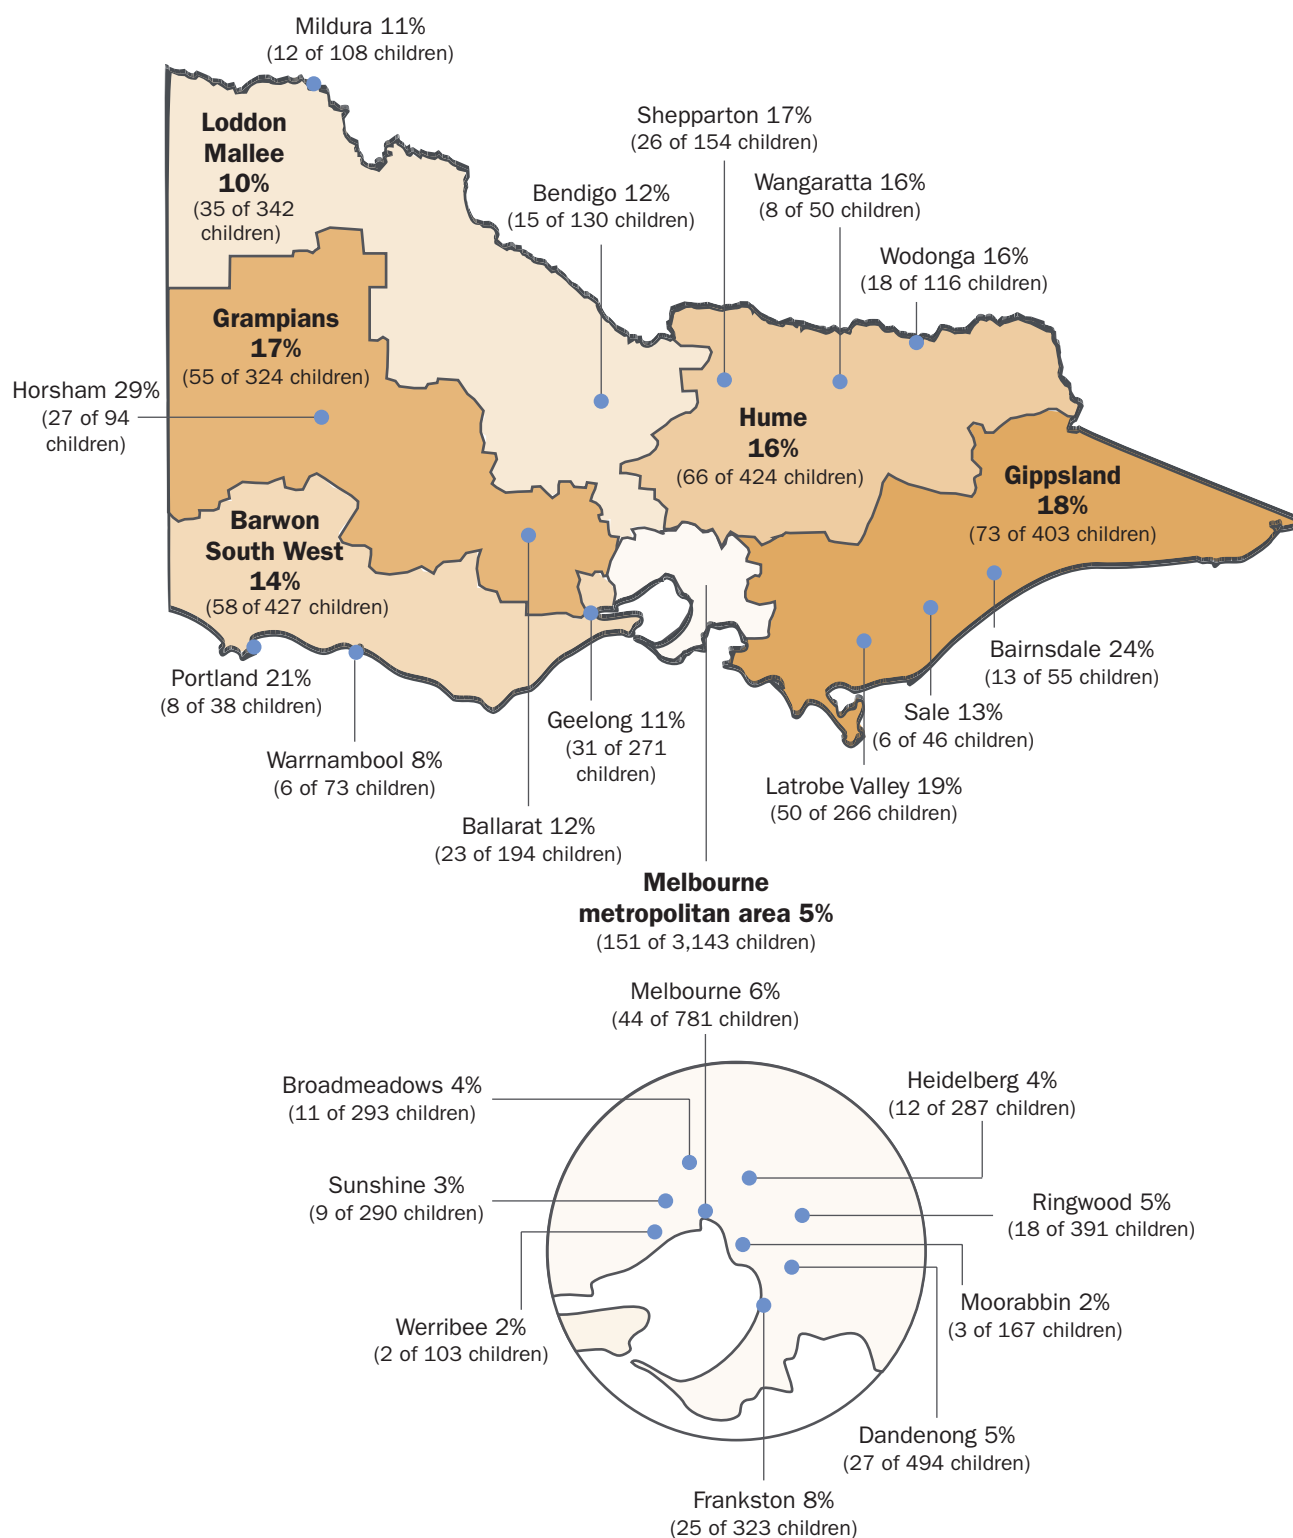 Mildura 11%
(12 of 108 children)
Loddon
Mallee
10%
(35 of 342
children)
Shepparton 17%
(26 of 154 children)
Bendigo 12%
(15 of 130 children)
Wangaratta 16%
(8 of 50 children)
Wodonga 16%
(18 of 116 children)
Grampians
17%
(55 of 324 children)
Horsham 29%
(27 of 94
children)
Hume
16%
(66 of 424 children)
Gippsland
18%
(73 of 403 children)
Barwon
South West
14%
(58 of 427 children)
Portland 21%
(8 of 38 children)
Warrnambool 8%
(6 of 73 children)
Geelong 11%
(31 of 271
children)
Ballarat 12%
(23 of 194 children)
Bairnsdale 24%
(13 of 55 children)
Sale 13%
(6 of 46 children)
Latrobe Valley 19%
(50 of 266 children)
Melbourne
metropolitan area 5%
(151 of 3,143 children)
Melbourne 6%
(44 of 781 children)
Broadmeadows 4%
(11 of 293 children)
Heidelberg 4%
(12 of 287 children)
Sunshine 3%
(9 of 290 children)
Ringwood 5%
(18 of 391 children)
Werribee 2%
(2 of 103 children)
Moorabbin 2%
(3 of 167 children)
Dandenong 5%
(27 of 494 children)
Frankston 8%
(25 of 323 children)